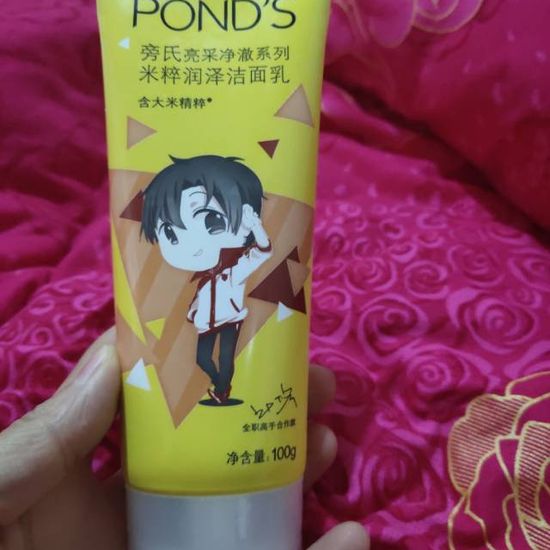 POND'S
旁氏亮采净澈系列
米粹润泽洁面乳
含大米精粹*
全职高手合作款
净含量:100g